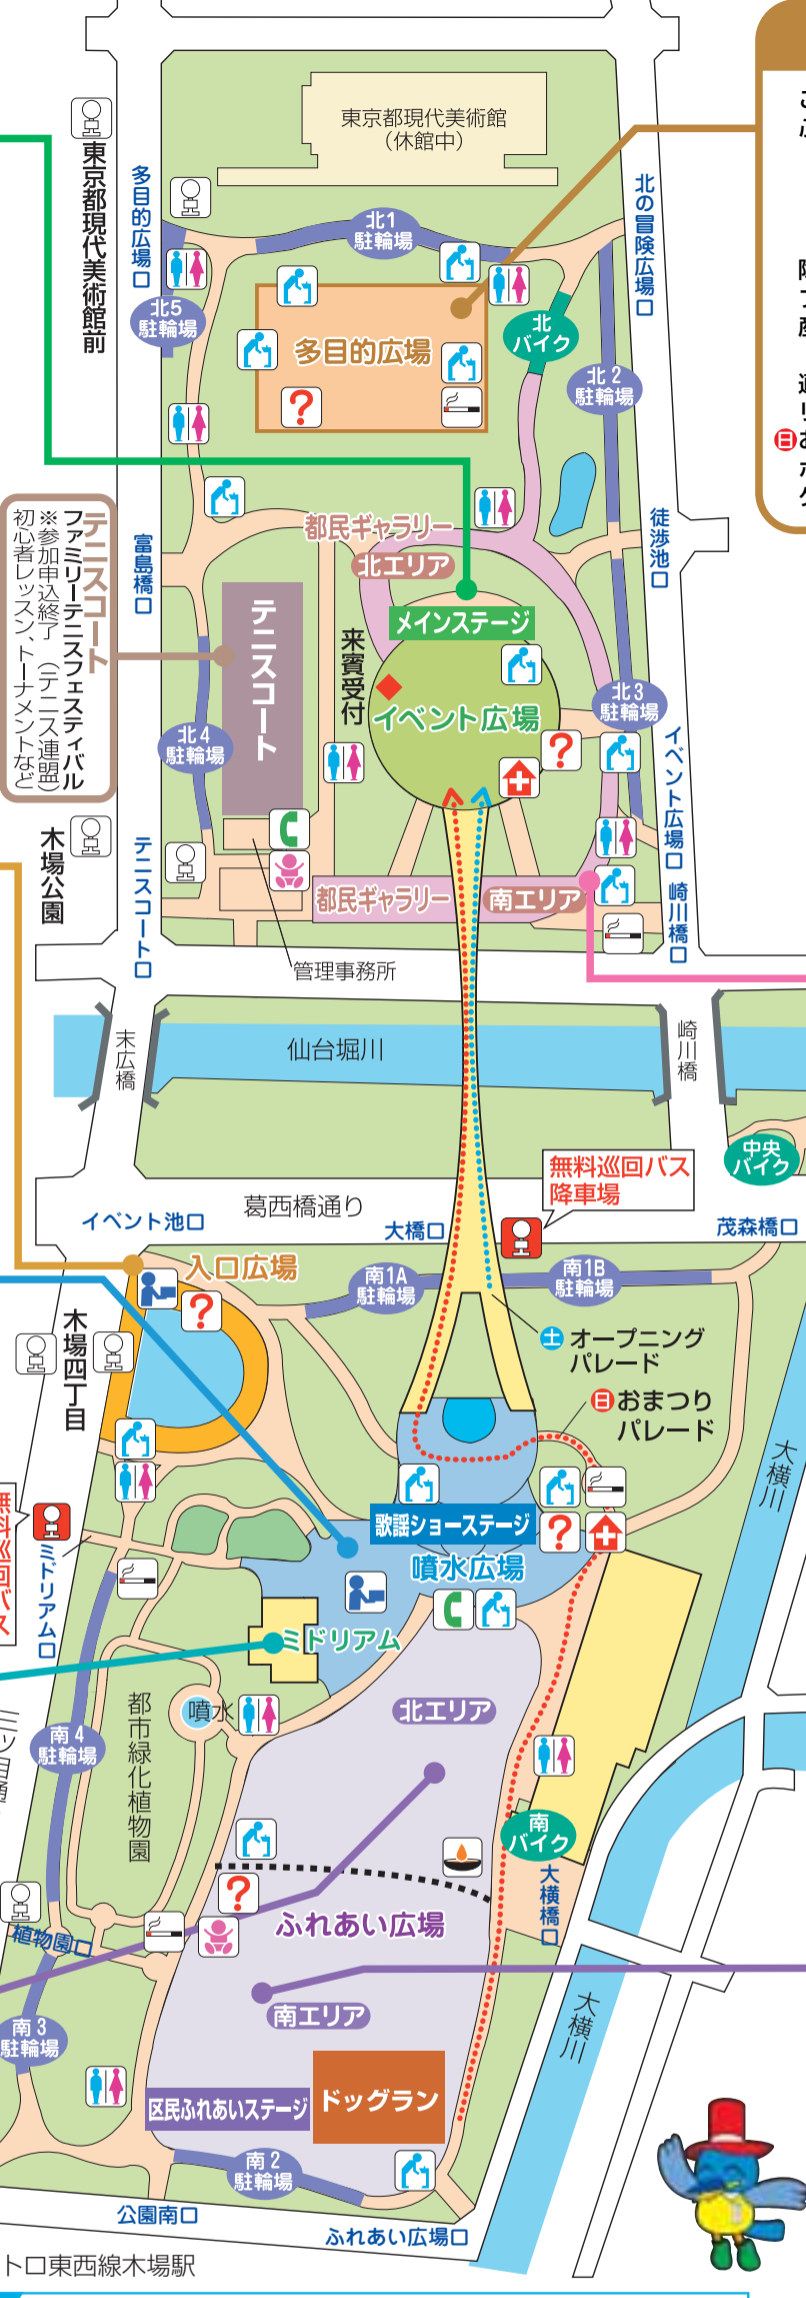 東京都現代美術館
（休館中）
東京都現代美術館前
多目的広場口
北の冒険広場口
北1
駐輪場
北5
駐輪場
北
バイク
多目的広場
北2
駐輪場
日
徒歩池口
富島橋口
都民ギャラリー
北エリア
テニスコート
ファミリーテニスフェスティバル
※参加申込終了　（テニス連盟）
初心者レッスン、トーナメントなど
テニスコート
来賓受付
メインステージ
イベント広場
北3
駐輪場
北4
駐輪場
イベント広場口
木場公園
テニスコート口
都民ギャラリー
南エリア
崎川橋口
管理事務所
末広橋
仙台堀川
崎川橋
中央
バイク
無料巡回バス
降車場
葛西橋通り
イベント池口
大橋口
茂森橋口
入口広場
南1A
駐輪場
南1B
駐輪場
木場四丁目
土 オープニング
パレード
日 おまつり
パレード
大横川
無料巡回バス
ミドリアム口
歌謡ショーステージ
噴水広場
ミドリアム
北エリア
噴水
都市緑化植物園
南4
駐輪場
三ツ目通
南
バイク
大横橋口
ふれあい広場
植物園口
南エリア
大横川
南3
駐輪場
区民ふれあいステージ
ドッグラン
南2
駐輪場
公園南口
ふれあい広場口
トロ東西線木場駅